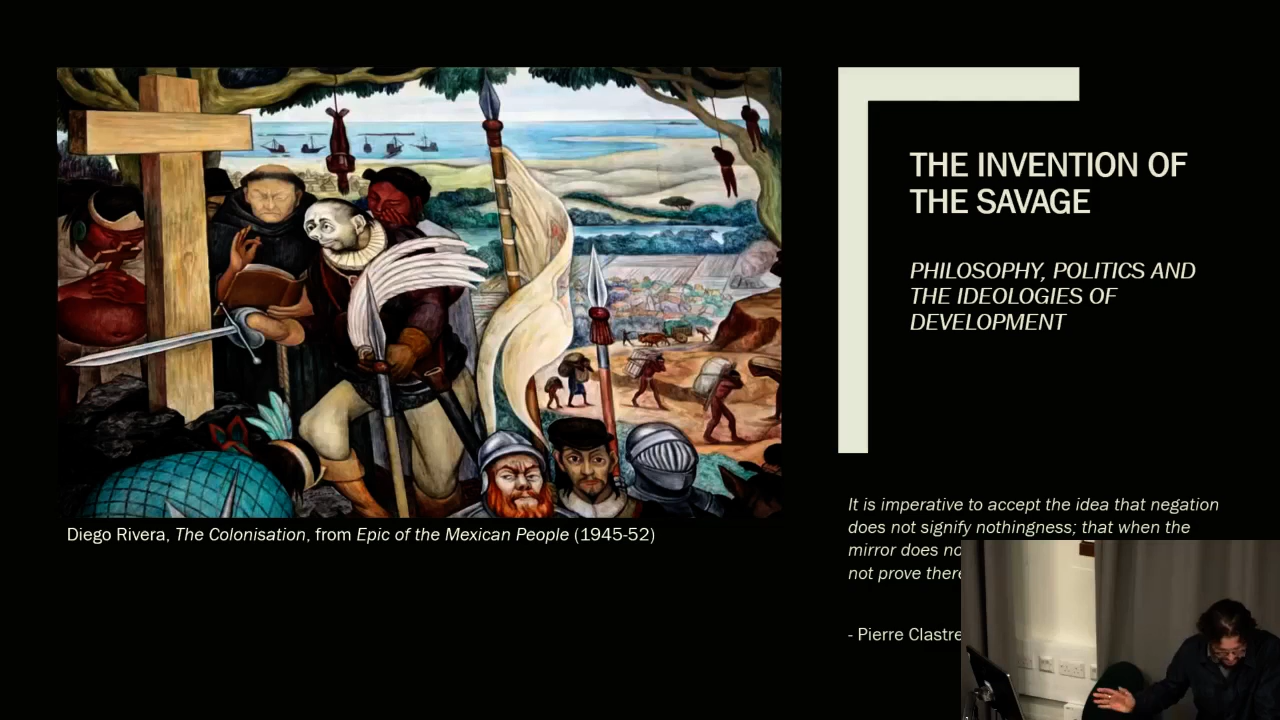 THE INVENTION OF
THE SAVAGE
PHILOSOPHY, POLITICS AND
THE IDEOLOGIES OF
DEVELOPMENT
It is imperative to accept the idea that negation
does not signify nothingness; that when the
mirror does
not prove
- Pierre
Diego Rivera, The Colonisation, from Epic of the Mexican People (1945-52)